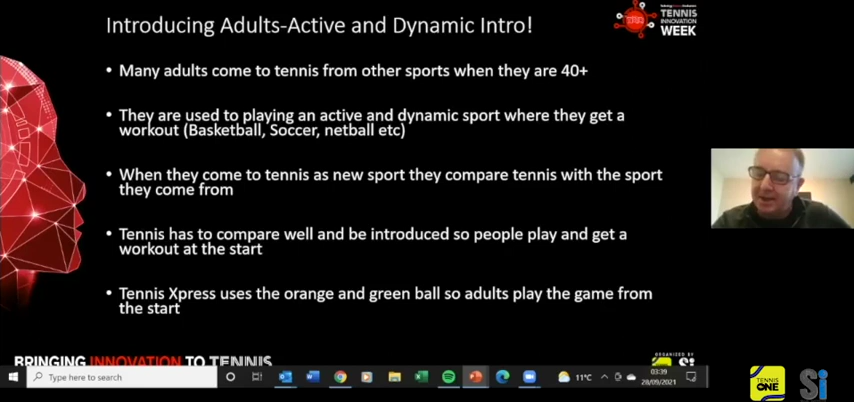 Introducing Adults-Active and Dynamic Intro!
TENNIS
INNOVATION
WEEK
• Many adults come to tennis from other sports when they are 40+
• They are used to playing an active and dynamic sport where they get a
workout (Basketball, Soccer, netball etc)
• When they come to tennis as new sport they compare tennis with the sport
they come from
• Tennis has to compare well and be introduced so people play and get a
workout at the start
• Tennis Xpress uses the orange and green ball so adults play the game from
the start
BRINGING INNOVATION TO TENNIS
ORGANIZED BY
Si
Type here to search
11°C
03:39
28/09/2021
TENNIS
ONE
Si